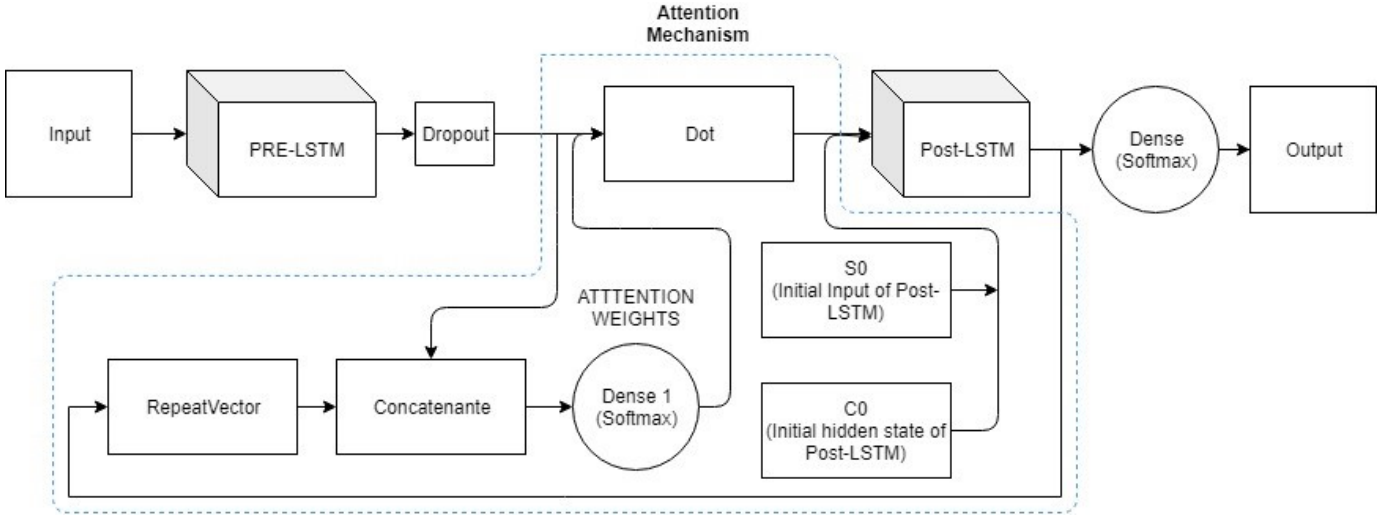 Attention
Mechanism
Input
PRE-LSTM
Dropout
Dot
Post-LSTM
Dense
(Softmax)
Output
S0
(Initial Input of Post-
LSTM)
ATTTENTION
WEIGHTS
RepeatVector
Concatenante
Dense 1
(Softmax)
C0
(Initial hidden state of
Post-LSTM)